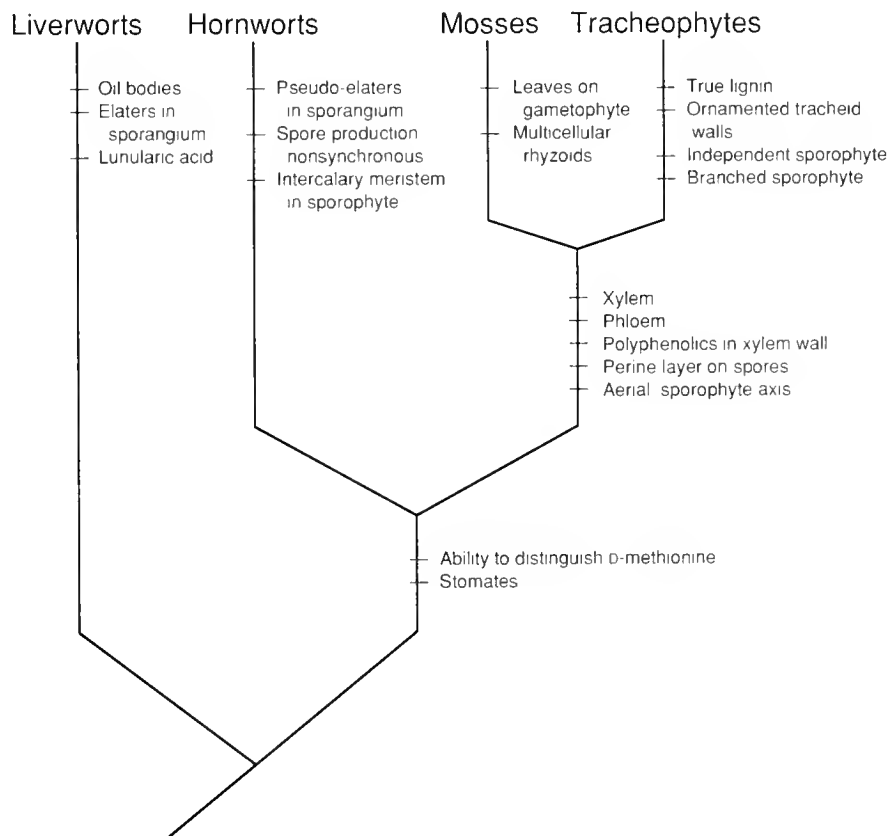 Liverworts
Hornworts
Mosses
Tracheophytes
Oil bodies
Elaters in
sporangium
Lunularic acid
Pseudo-elaters
in sporangium
Spore production
nonsynchronous
Intercalary meristem
in sporophyte
Leaves on
gametophyte
Multicellular
rhyzoids
True lignin
Ornamented tracheid
walls
Independent sporophyte
Branched sporophyte
Xylem
Phloem
Polyphenolics in xylem wall
Perine layer on spores
Aerial sporophyte axis
Ability to distinguish D-methionine
Stomates